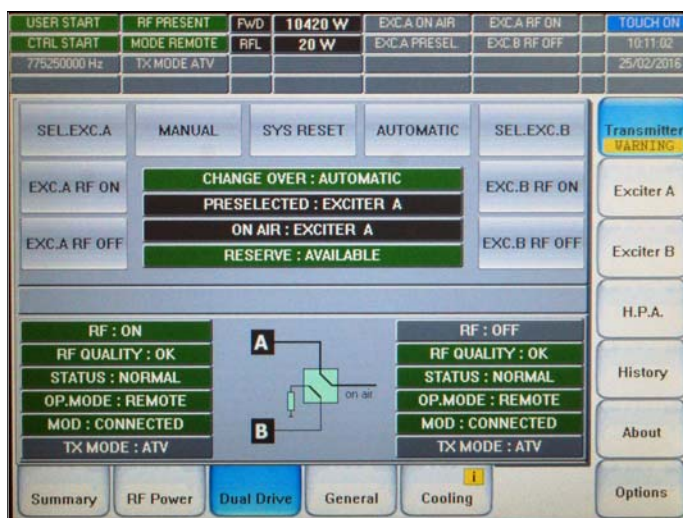 USER START RF PRESENT FWD 10420 W EXC.A ON AIR EXC.A RF ON TOUCH ON
CTRL START MODE REMOTE RFL 20 W EXC.A PRESEL. EXC.B RF OFF 10:11:02
775250000 Hz TX MODE ATV 25/02/2016
SEL.EXC.A MANUAL SYS RESET AUTOMATIC SEL.EXC.B
Transmitter
WARNING
EXC.A RF ON
CHANGE OVER : AUTOMATIC
PRESELECTED : EXCITER A
EXC.B RF ON
Exciter A
EXC.A RF OFF
ON AIR : EXCITER A
RESERVE : AVAILABLE
EXC.B RF OFF
Exciter B
H.P.A.
RF : ON
RF QUALITY : OK
STATUS : NORMAL
OP.MODE : REMOTE
MOD : CONNECTED
TX MODE : ATV
A
on air
B
RF : OFF
RF QUALITY : OK
STATUS : NORMAL
OP.MODE : REMOTE
MOD : CONNECTED
TX MODE : ATV
History
About
Summary RF Power Dual Drive General Cooling i Options